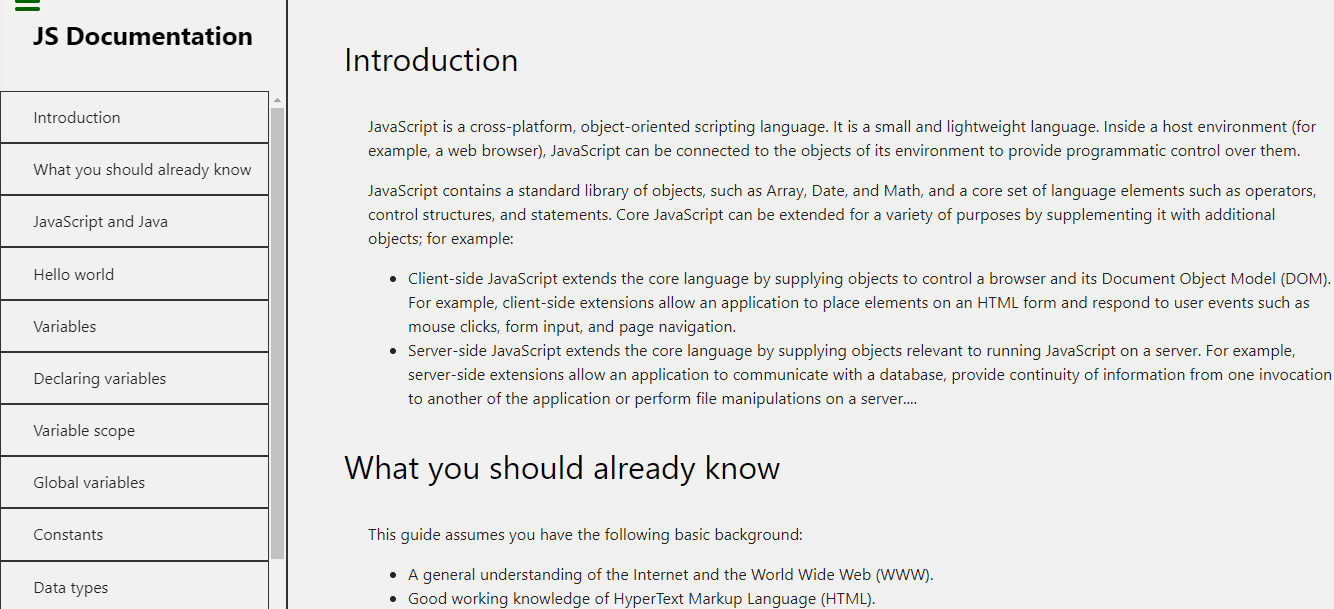 JS Documentation
Introduction
What you should already know
JavaScript and Java
Hello world
Variables
Declaring variables
Variable scope
Global variables
Constants
Data types
Introduction
JavaScript is a cross-platform, object-oriented scripting language. It is a small and lightweight language. Inside a host environment (for
example, a web browser), JavaScript can be connected to the objects of its environment to provide programmatic control over them.
JavaScript contains a standard library of objects, such as Array, Date, and Math, and a core set of language elements such as operators,
control structures, and statements. Core JavaScript can be extended for a variety of purposes by supplementing it with additional
objects; for example:
• Client-side JavaScript extends the core language by supplying objects to control a browser and its Document Object Model (DOM).
For example, client-side extensions allow an application to place elements on an HTML form and respond to user events such as
mouse clicks, form input, and page navigation.
• Server-side JavaScript extends the core language by supplying objects relevant to running JavaScript on a server. For example,
server-side extensions allow an application to communicate with a database, provide continuity of information from one invocation
to another of the application or perform file manipulations on a server....
What you should already know
This guide assumes you have the following basic background:
• A general understanding of the Internet and the World Wide Web (WWW).
• Good working knowledge of HyperText Markup Language (HTML).